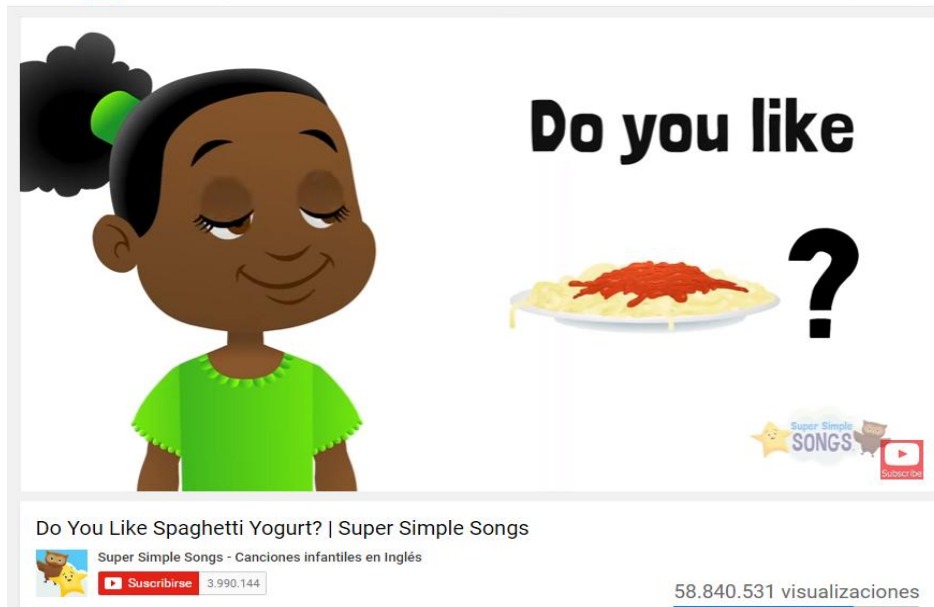 Do you like
?
Super Simple
SONGS
Subscribe
Do You Like Spaghetti Yogurt? | Super Simple Songs
Super Simple Songs - Canciones infantiles en Inglés
Suscribirse 3.990.144
58.840.531 visualizaciones